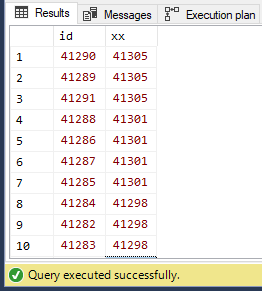 Results Messages Execution plan
id xx
1 41290 41305
2 41289 41305
3 41291 41305
4 41288 41301
5 41286 41301
6 41287 41301
7 41285 41301
8 41284 41298
9 41282 41298
10 41283 41298
Query executed successfully.